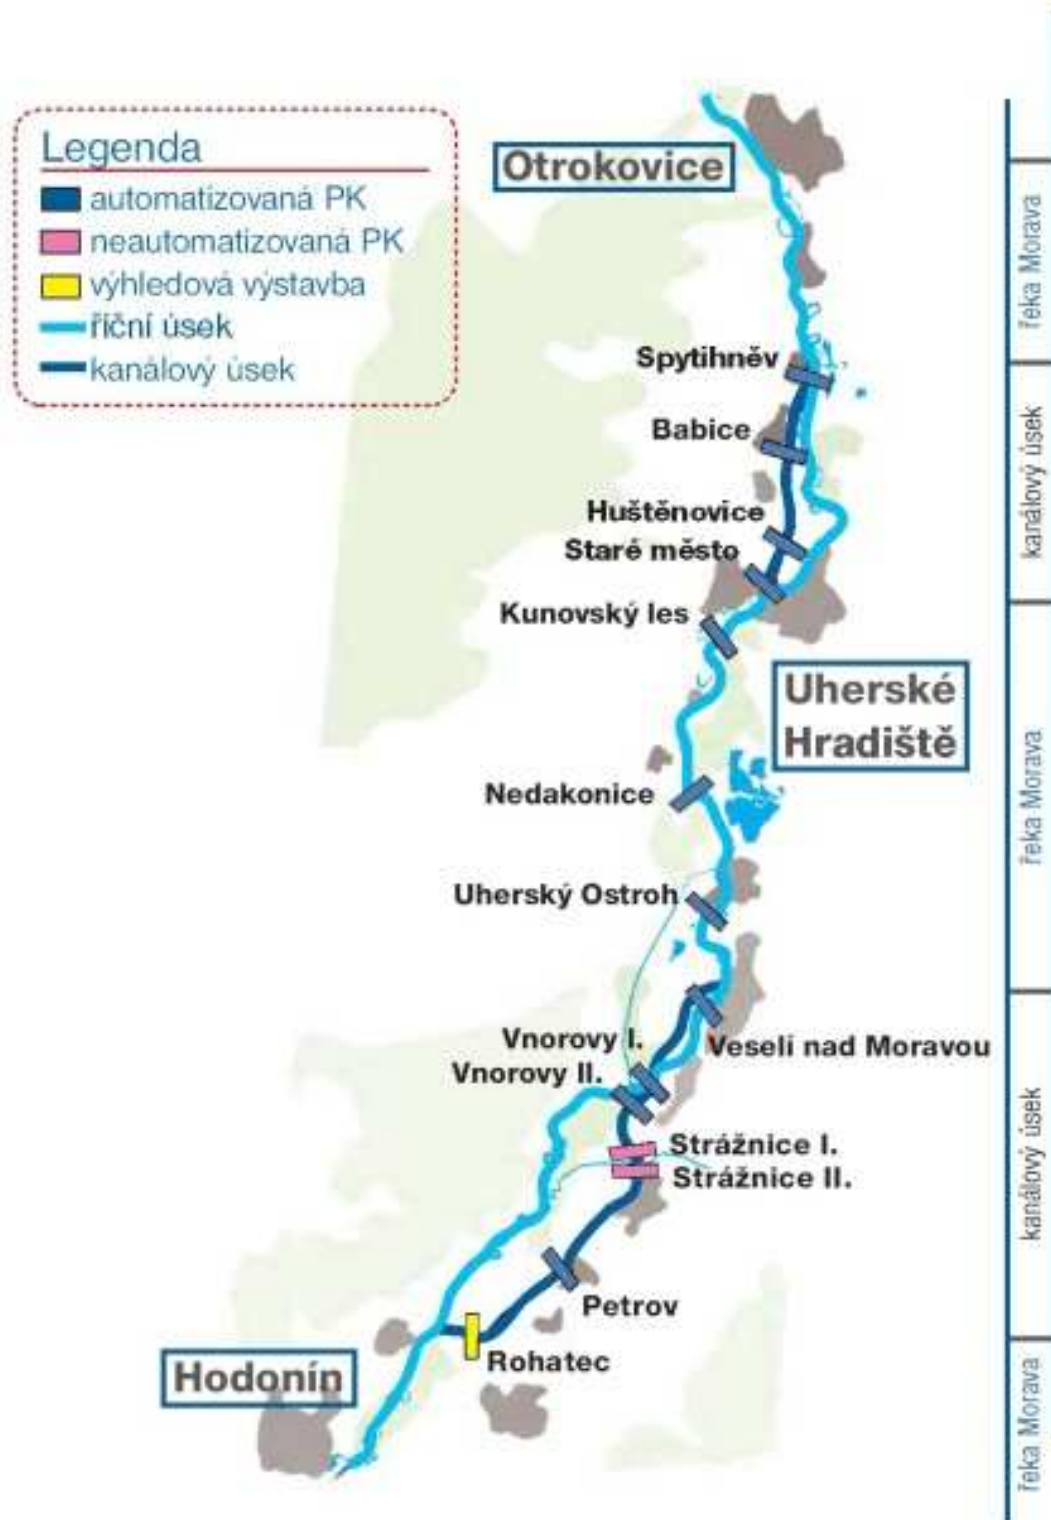 Legenda
automatizovaná PK
neautomatizovaná PK
výhledová výstavba
říční úsek
kanálový úsek
Otrokovice
Spytihněv
Babice
Huštěnovice
Staré město
Kunovský les
Uherské
Hradiště
Nedakonice
Uherský Ostroh
Vnorovy I.
Veselí nad Moravou
Vnorovy II.
Strážnice I.
Strážnice II.
Petrov
Rohatec
Hodonín
řeka Morava
kanálový úsek
řeka Morava
kanálový úsek
řeka Morava